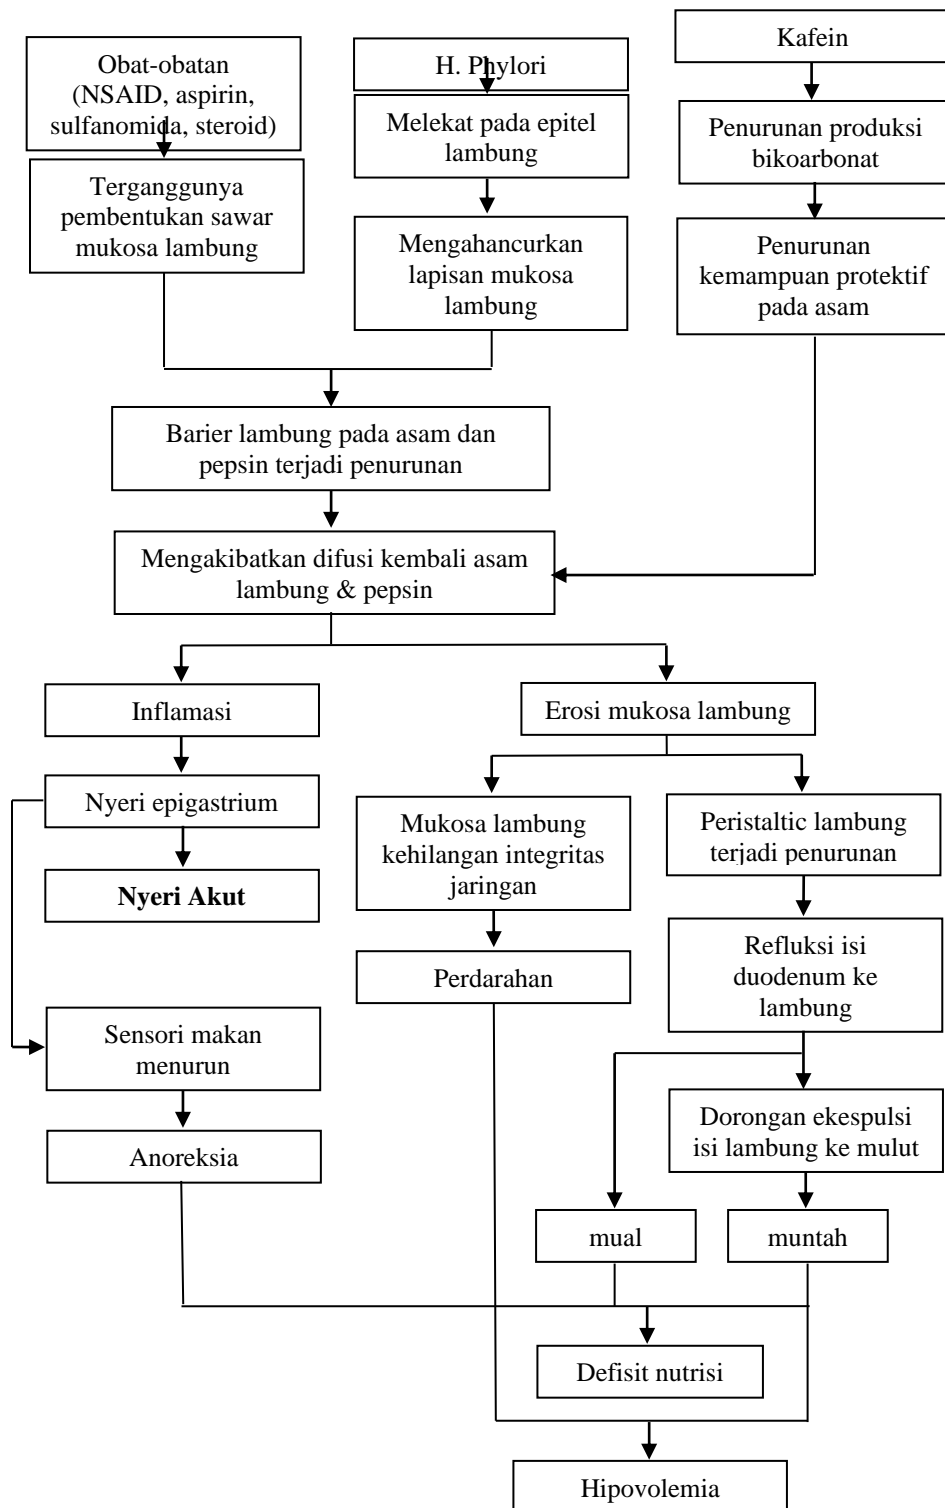 Obat-obatan
(NSAID, aspirin,
sulfanomida, steroid)
H. Phylori
Kafein
Terganggunya
pembentukan sawar
mukosa lambung
Melekat pada epitel
lambung
Penurunan produksi
bikoarbonat
Mengahancurkan
lapisan mukosa
lambung
Penurunan
kemampuan protektif
pada asam
Barier lambung pada asam dan
pepsin terjadi penurunan
Mengakibatkan difusi kembali asam
lambung & pepsin
Inflamasi
Erosi mukosa lambung
Nyeri epigastrium
Mukosa lambung
kehilangan integritas
jaringan
Peristaltic lambung
terjadi penurunan
Nyeri Akut
Perdarahan
Refluksi isi
duodenum ke
lambung
Sensori makan
menurun
Dorongan ekespulsi
isi lambung ke mulut
Anoreksia
mual
muntah
Defisit nutrisi
Hipovolemia